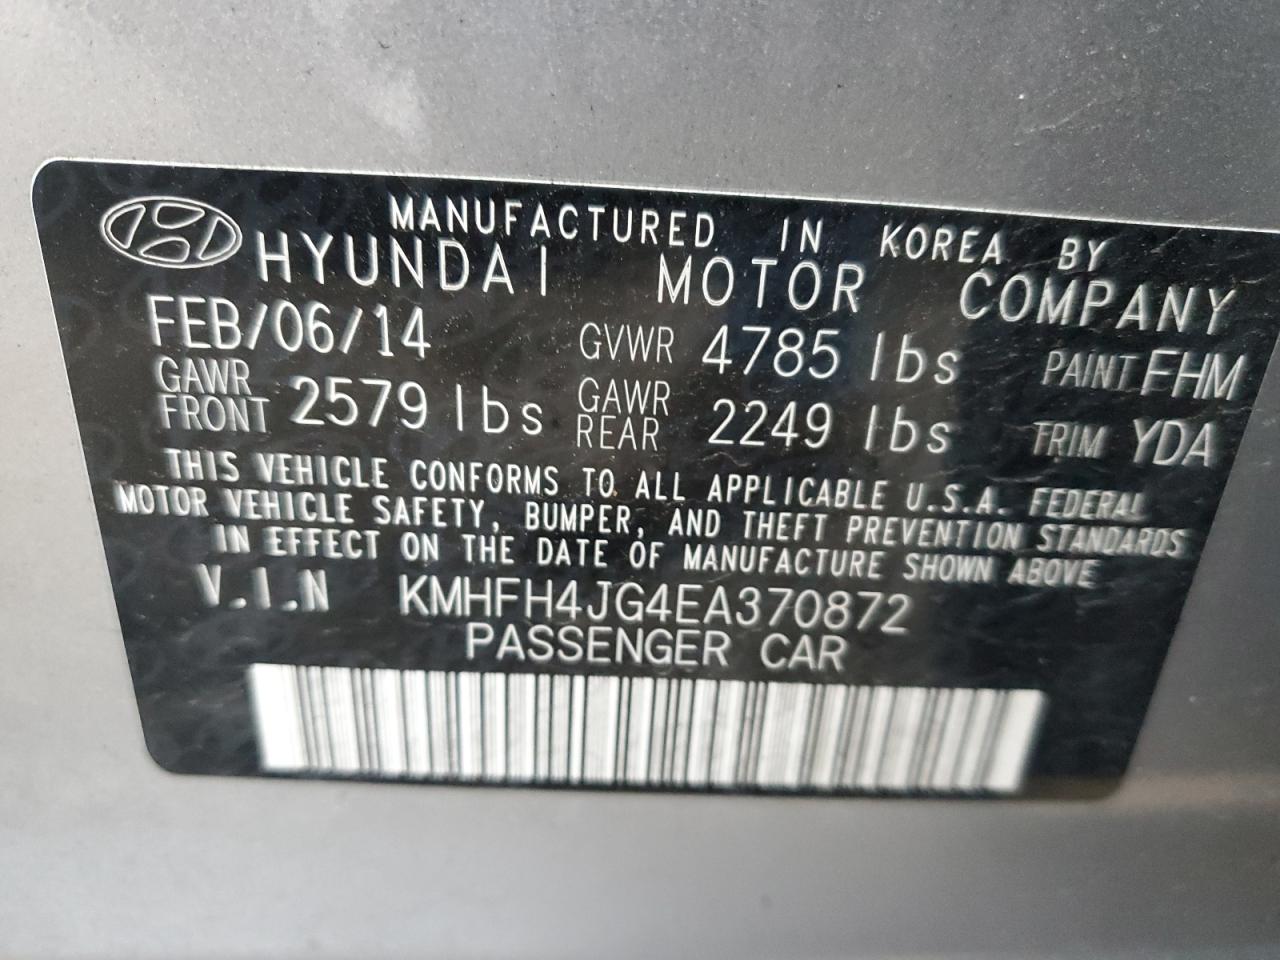 MANUFACTURED IN KOREA BY
HYUNDAI MOTOR COMPANY
FEB/06/14 GVWR 4785 lbs PAINT FHM
GAWR FRONT 2579 lbs GAWR REAR 2249 lbs TRIM YDA
THIS VEHICLE CONFORMS TO ALL APPLICABLE U.S.A. FEDERAL
MOTOR VEHICLE SAFETY, BUMPER, AND THEFT PREVENTION STANDARDS
IN EFFECT ON THE DATE OF MANUFACTURE SHOWN ABOVE
V.I.N KMHFH4JG4EA370872
PASSENGER CAR